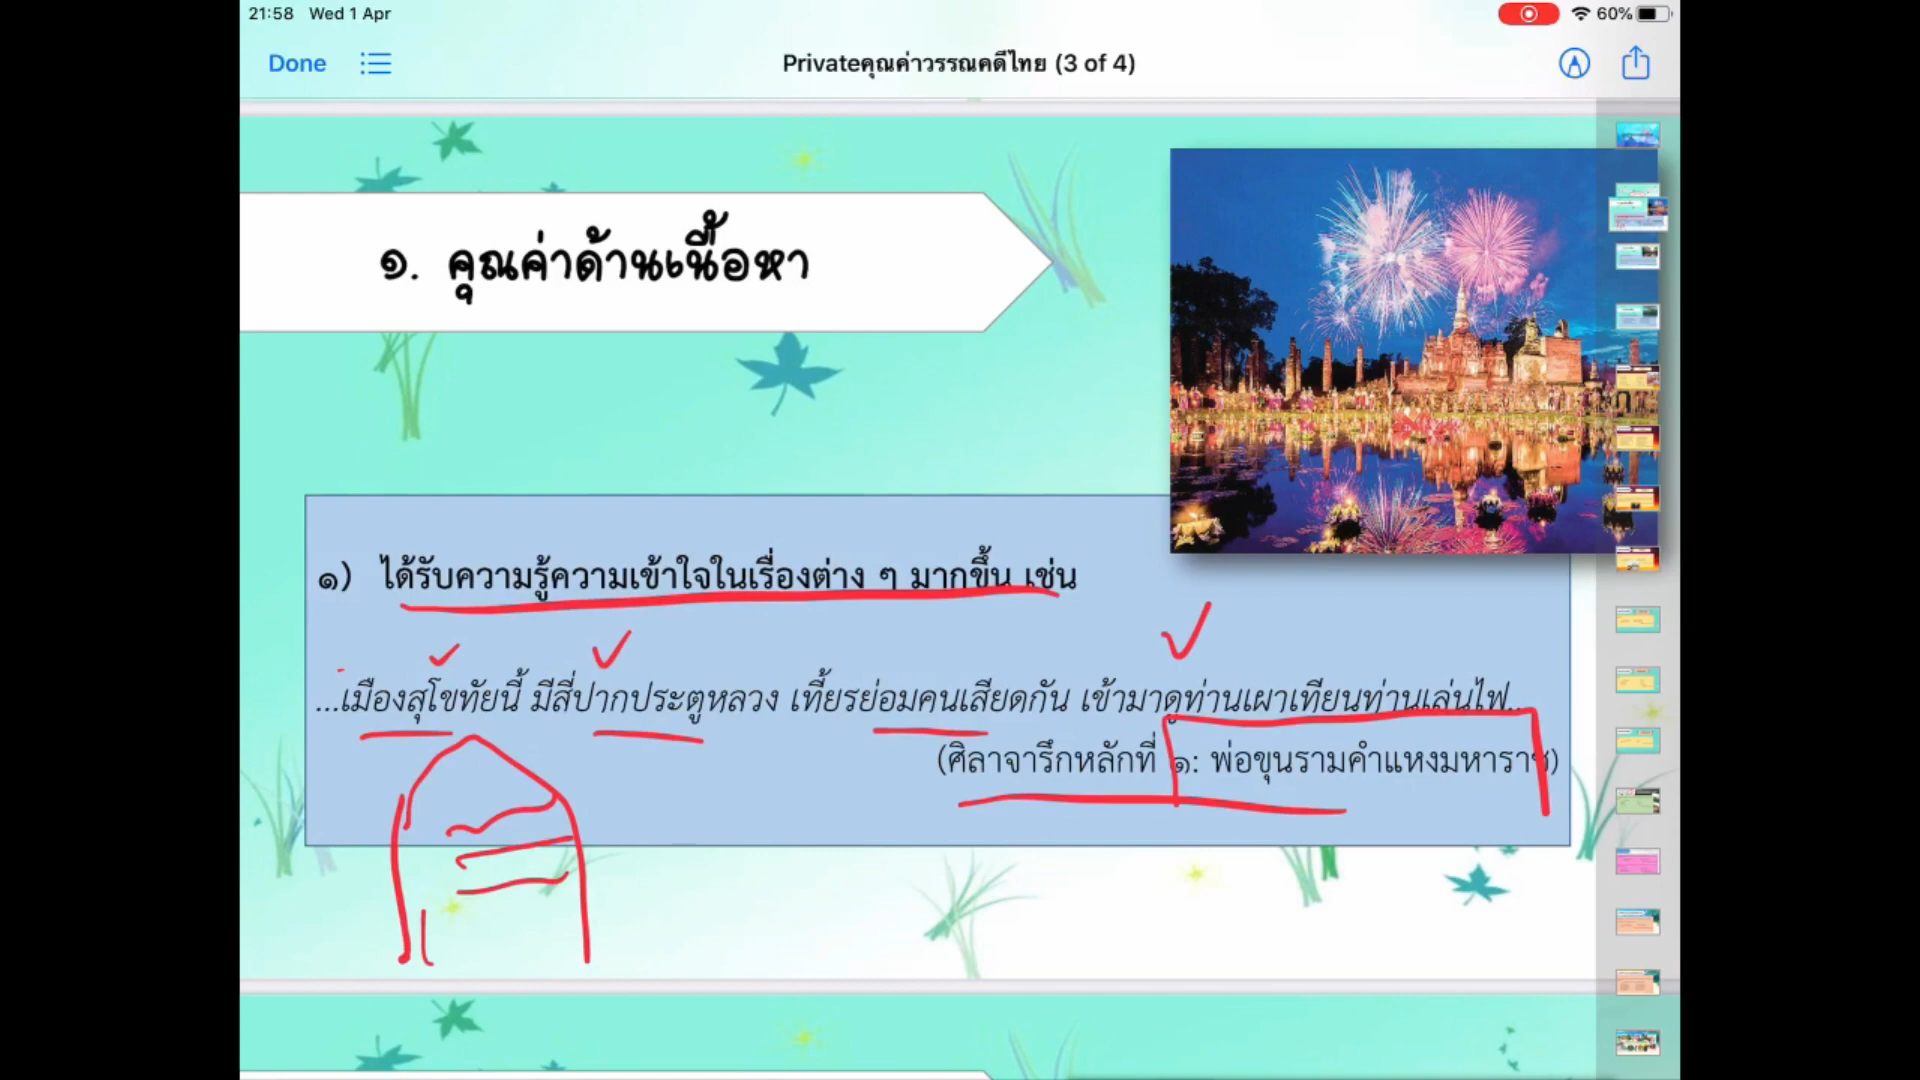 21:58 Wed 1 Apr
60%
Done
Privateคุณค่าวรรณคดีไทย (3 of 4)
๑. คุณค่าด้านเนื้อหา
๑) ได้รับความรู้ความเข้าใจในเรื่องต่าง ๆ มากขึ้น เช่น
...เมืองสุโขทัยนี้ มีสี่ปากประตูหลวง เที้ยรย่อมคนเสียดกัน เข้ามาดูท่านเผาเทียนท่านเล่นไฟ...
(ศิลาจารึกหลักที่ ๑: พ่อขุนรามคำแหงมหาราช)